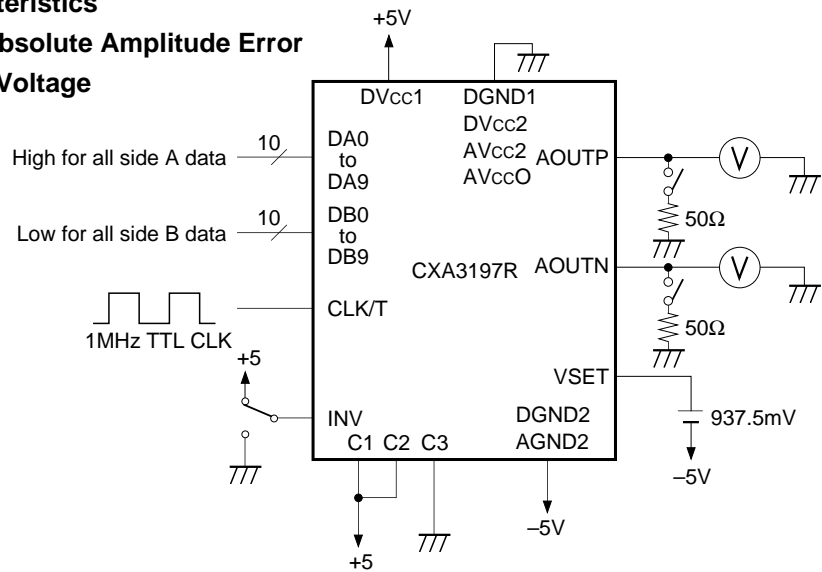 teristics
bsolute Amplitude Error
Voltage
+5V
DVcc1
DGND1
DVcc2
AVcc2
AVccO
High for all side A data
10
DA0
to
DA9
AOUTP
V
50Ω
Low for all side B data
10
DB0
to
DB9
CXA3197R
AOUTN
V
50Ω
CLK/T
1MHz TTL CLK
+5
INV
VSET
937.5mV
–5V
C1 C2 C3
DGND2
AGND2
+5
–5V